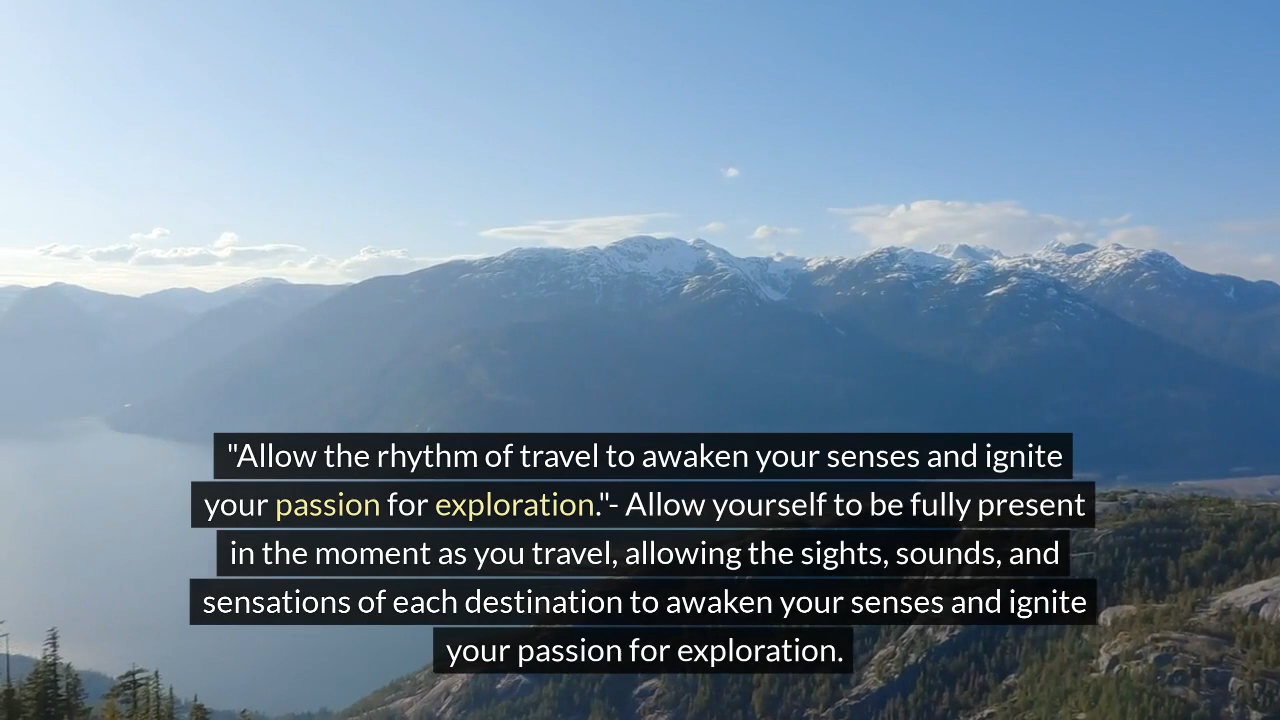 "Allow the rhythm of travel to awaken your senses and ignite
your passion for exploration."- Allow yourself to be fully present
in the moment as you travel, allowing the sights, sounds, and
sensations of each destination to awaken your senses and ignite
your passion for exploration.